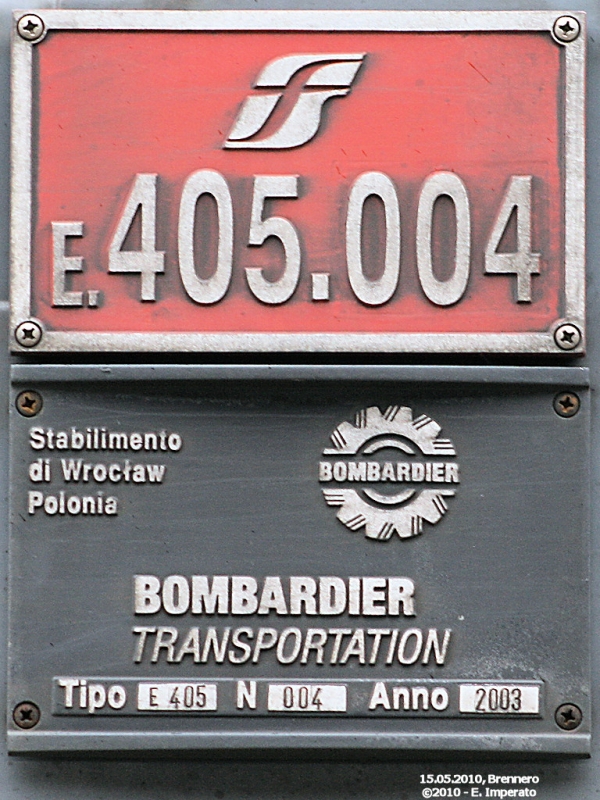 E.405.004
Stabilimento
di Wrocław
Polonia
BOMBARDIER
BOMBARDIER
TRANSPORTATION
Tipo E 405 N 004 Anno 2003
15.05.2010, Brennero
©2010 - E. Imperato